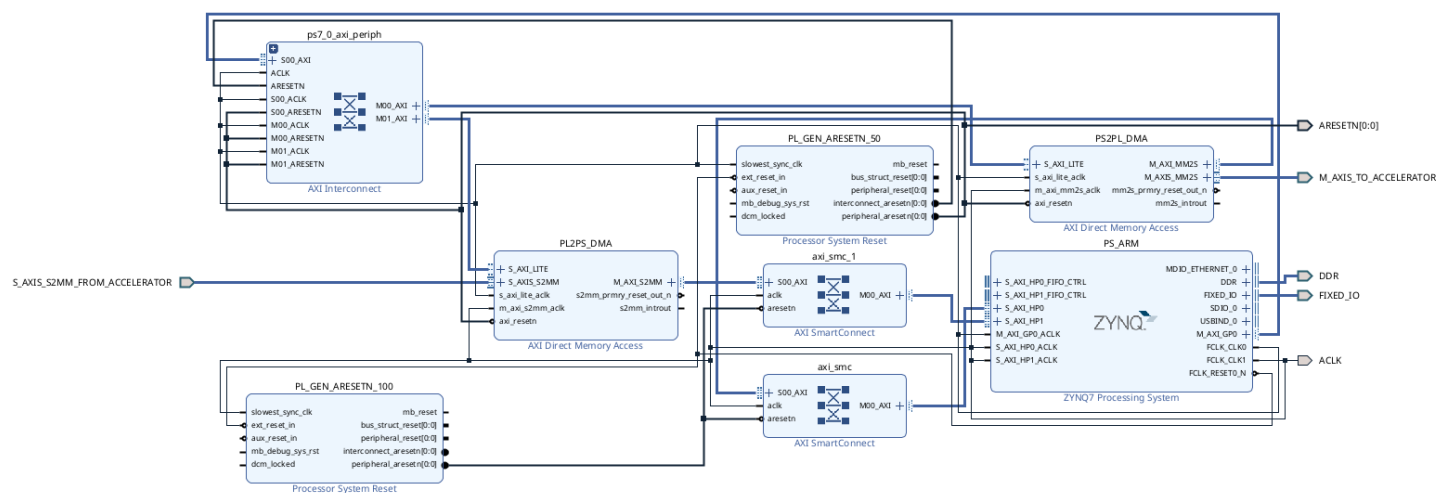 ps7_0_axi_periph
S00_AXI
ACLK
ARESETN
S00_ACLK
S00_ARESETN
M00_ACLK
M00_ARESETN
M01_ACLK
M01_ARESETN
M00_AXI
M01_AXI
AXI Interconnect
PL_GEN_ARESETN_50
slowest_sync_clk
ext_reset_in
aux_reset_in
mb_debug_sys_rst
dcm_locked
mb_reset
bus_struct_reset[0:0]
peripheral_reset[0:0]
interconnect_aresetn[0:0]
peripheral_aresetn[0:0]
Processor System Reset
PS2PL_DMA
S_AXI_LITE
s_axi_lite_aclk
m_axi_mm2s_aclk
axi_resetn
M_AXI_MM2S
M_AXIS_MM2S
mm2s_prmry_reset_out_n
mm2s_introut
AXI Direct Memory Access
ARESETN[0:0]
M_AXIS_TO_ACCELERATOR
S_AXIS_S2MM_FROM_ACCELERATOR
PL2PS_DMA
S_AXI_LITE
S_AXIS_S2MM
s_axi_lite_aclk
m_axi_s2mm_aclk
axi_resetn
M_AXI_S2MM
s2mm_prmry_reset_out_n
s2mm_introut
AXI Direct Memory Access
axi_smc_1
S00_AXI
aclk
aresetn
M00_AXI
AXI SmartConnect
PS_ARM
S_AXI_HP0_FIFO_CTRL
S_AXI_HP1_FIFO_CTRL
S_AXI_HP0
S_AXI_HP1
M_AXI_GP0_ACLK
S_AXI_HP0_ACLK
S_AXI_HP1_ACLK
ZYNQ
MDIO_ETHERNET_0
DDR
FIXED_IO
SDIO_0
USBIND_0
M_AXI_GP0
FCLK_CLK0
FCLK_CLK1
FCLK_RESET0_N
ZYNQ7 Processing System
DDR
FIXED_IO
ACLK
axi_smc
S00_AXI
aclk
aresetn
M00_AXI
AXI SmartConnect
PL_GEN_ARESETN_100
slowest_sync_clk
ext_reset_in
aux_reset_in
mb_debug_sys_rst
dcm_locked
mb_reset
bus_struct_reset[0:0]
peripheral_reset[0:0]
interconnect_aresetn[0:0]
peripheral_aresetn[0:0]
Processor System Reset